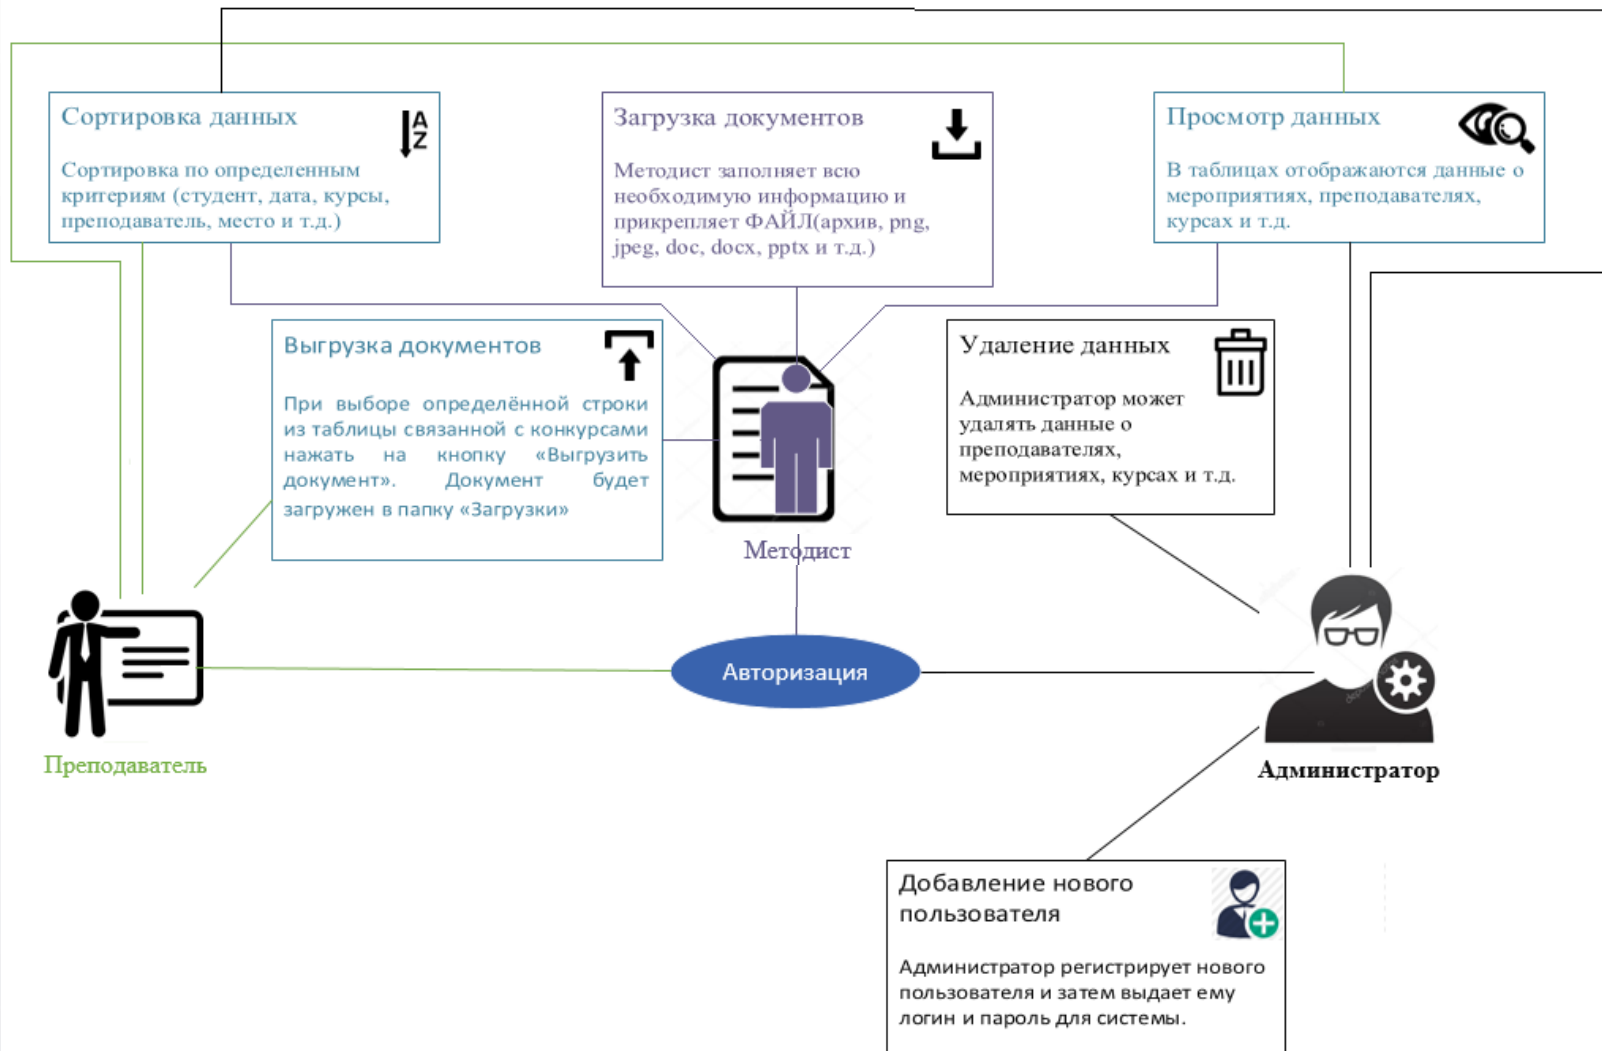 Сортировка данных
Сортировка по определенным
критериям (студент, дата, курсы,
преподаватель, место и т.д.)
Загрузка документов
Методист заполняет всю
необходимую информацию и
прикрепляет ФАЙЛ(архив, png,
jpeg, doc, docx, pptx и т.д.)
Просмотр данных
В таблицах отображаются данные о
мероприятиях, преподавателях,
курсах и т.д.
Выгрузка документов
При выборе определённой строки
из таблицы связанной с конкурсами
нажать на кнопку «Выгрузить
документ». Документ будет
загружен в папку «Загрузки»
Удаление данных
Администратор может
удалять данные о
преподавателях,
мероприятиях, курсах и т.д.
A
Z
Методист
Авторизация
Преподаватель
Администратор
Добавление нового
пользователя
Администратор регистрирует нового
пользователя и затем выдает ему
логин и пароль для системы.